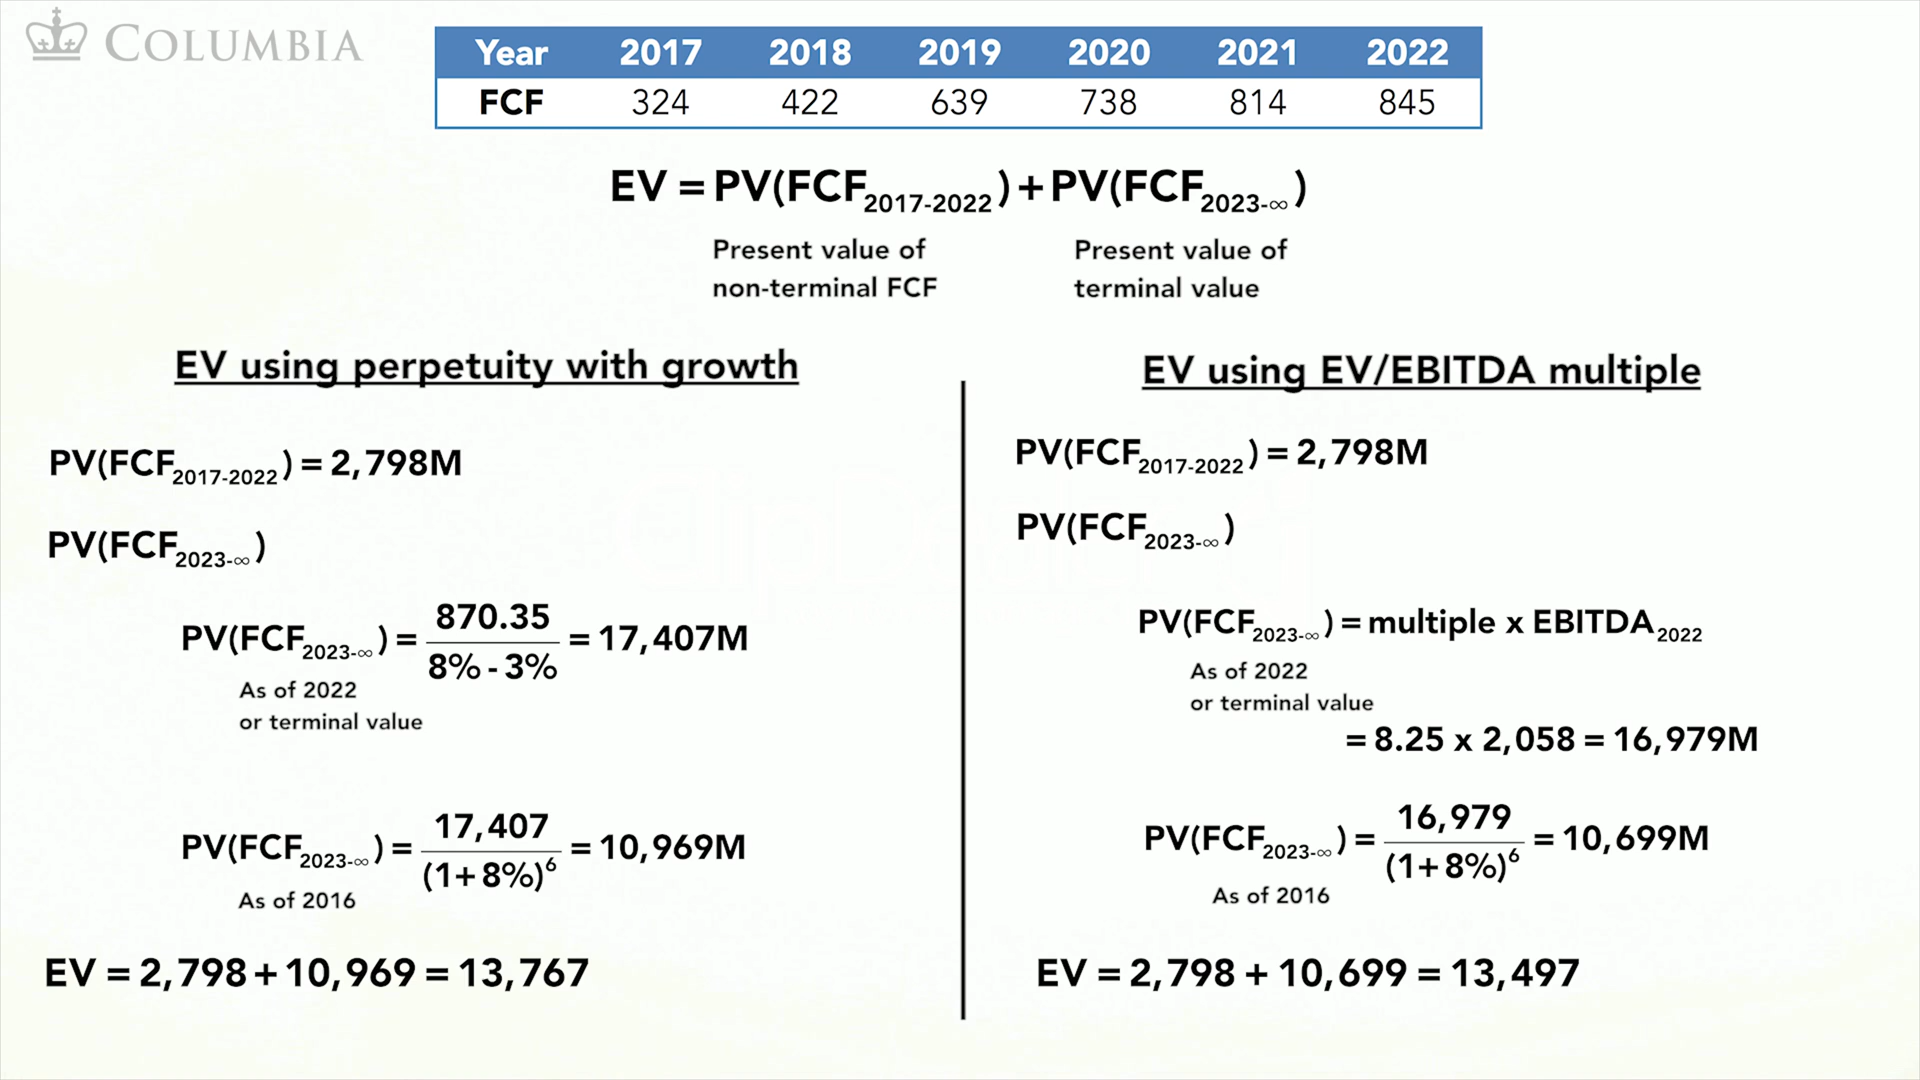 COLUMBIA
Year 2017 2018 2019 2020 2021 2022
FCF 324 422 639 738 814 845
EV = PV(FCF2017-2022) + PV(FCF2023-∞)
Present value of
non-terminal FCF
Present value of
terminal value
EV using perpetuity with growth
PV(FCF2017-2022) = 2,798M
PV(FCF2023-∞)
PV(FCF2023-∞) = 870.35 / 8% - 3% = 17,407M
As of 2022
or terminal value
PV(FCF2023-∞) = 17,407 / (1+8%)^6 = 10,969M
As of 2016
EV = 2,798 + 10,969 = 13,767
EV using EV/EBITDA multiple
PV(FCF2017-2022) = 2,798M
PV(FCF2023-∞)
PV(FCF2023-∞) = multiple x EBITDA2022
As of 2022
or terminal value
= 8.25 x 2,058 = 16,979M
PV(FCF2023-∞) = 16,979 / (1+8%)^6 = 10,699M
As of 2016
EV = 2,798 + 10,699 = 13,497